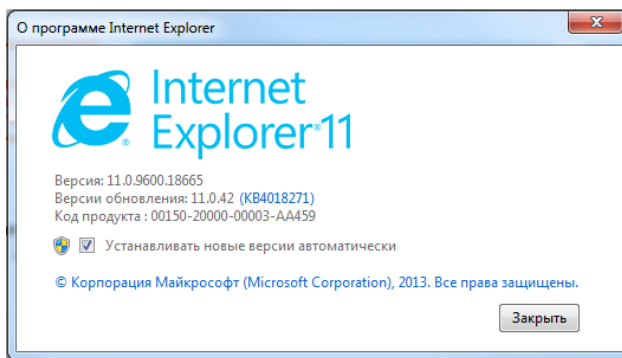 О программе Internet Explorer
Internet
Explorer®11
Версия: 11.0.9600.18665
Версии обновления: 11.0.42 (KB4018271)
Код продукта : 00150-20000-00003-AA459
Устанавливать новые версии автоматически
© Корпорация Майкрософт (Microsoft Corporation), 2013. Все права защищены.
Закрыть